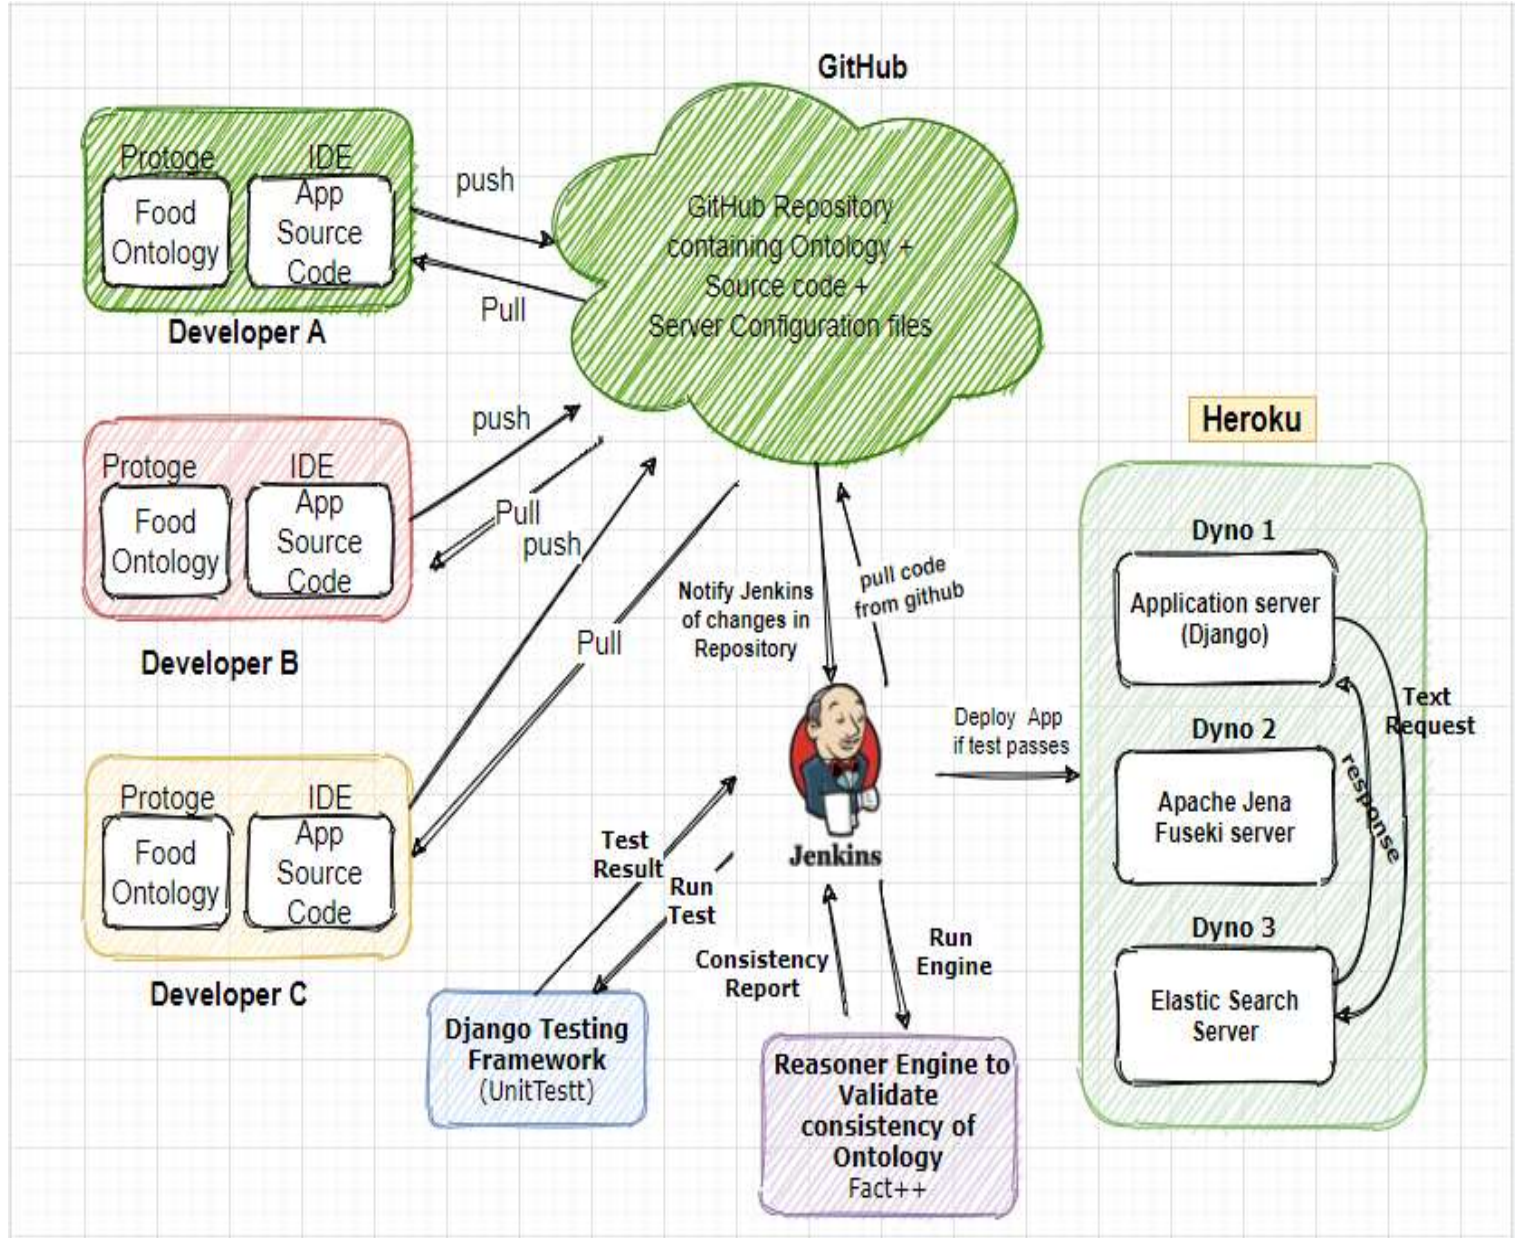 GitHub
Protoge
IDE
Food
Ontology
App
Source
Code
Developer A
push
Pull
GitHub Repository
containing Ontology +
Source code +
Server Configuration files
Protoge
IDE
Food
Ontology
App
Source
Code
Developer B
push
Pull
push
Pull
Protoge
IDE
Food
Ontology
App
Source
Code
Developer C
Notify Jenkins
of changes in
Repository
pull code
from github
Jenkins
Deploy App
if test passes
Test
Result
Run
Test
Consistency
Report
Run
Engine
Django Testing
Framework
(UnitTestt)
Reasoner Engine to
Validate
consistency of
Ontology
Fact++
Heroku
Dyno 1
Application server
(Django)
Text
Request
response
Dyno 2
Apache Jena
Fuseki server
Dyno 3
Elastic Search
Server